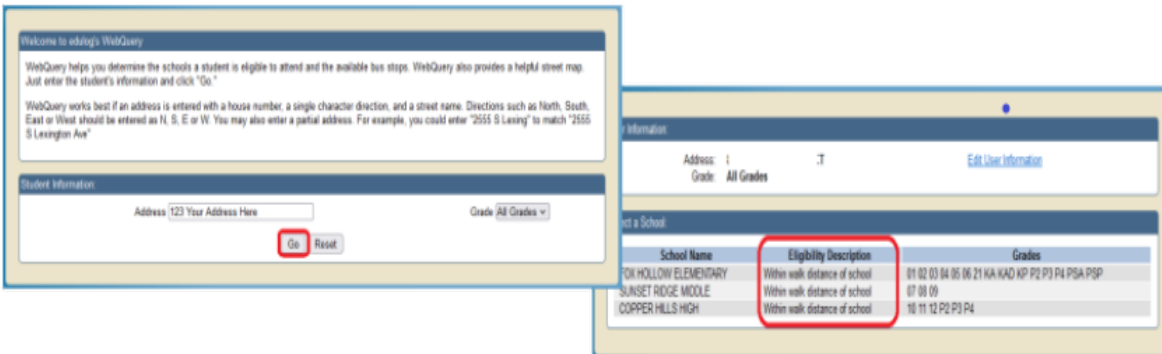 Welcome to edulog's WebQuery
WebQuery helps you determine the schools a student is eligible to attend and the available bus stops. WebQuery also provides a helpful street map.
Just enter the student's information and click "Go."
WebQuery works best if an address is entered with a house number, a single character direction, and a street name. Directions such as North, South,
East or West should be entered as N, S, E or W. You may also enter a partial address. For example, you could enter "2555 S Lexing" to match "2555
S Lexington Ave"
Student Information:
Address 123 Your Address Here Grade All Grades
Go Reset
r Information:
Address: Edit User Information
Grade: All Grades
ect a School:
School Name Eligibility Description Grades
FOX HOLLOW ELEMENTARY Within walk distance of school 01 02 03 04 05 06 21 KA KAD KP P2 P3 P4 PSA PSP
SUNSET RIDGE MIDDLE Within walk distance of school 07 08 09
COPPER HILLS HIGH Within walk distance of school 10 11 12 P2 P3 P4